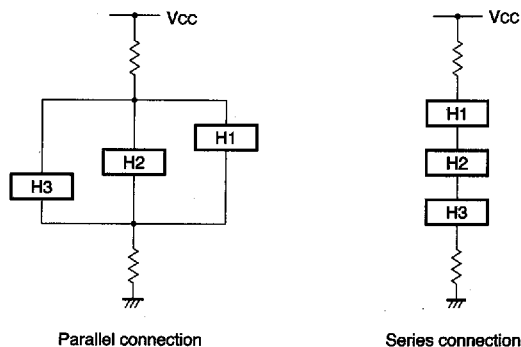 Vcc
H1
H2
H3
Parallel connection
Vcc
H1
H2
H3
Series connection